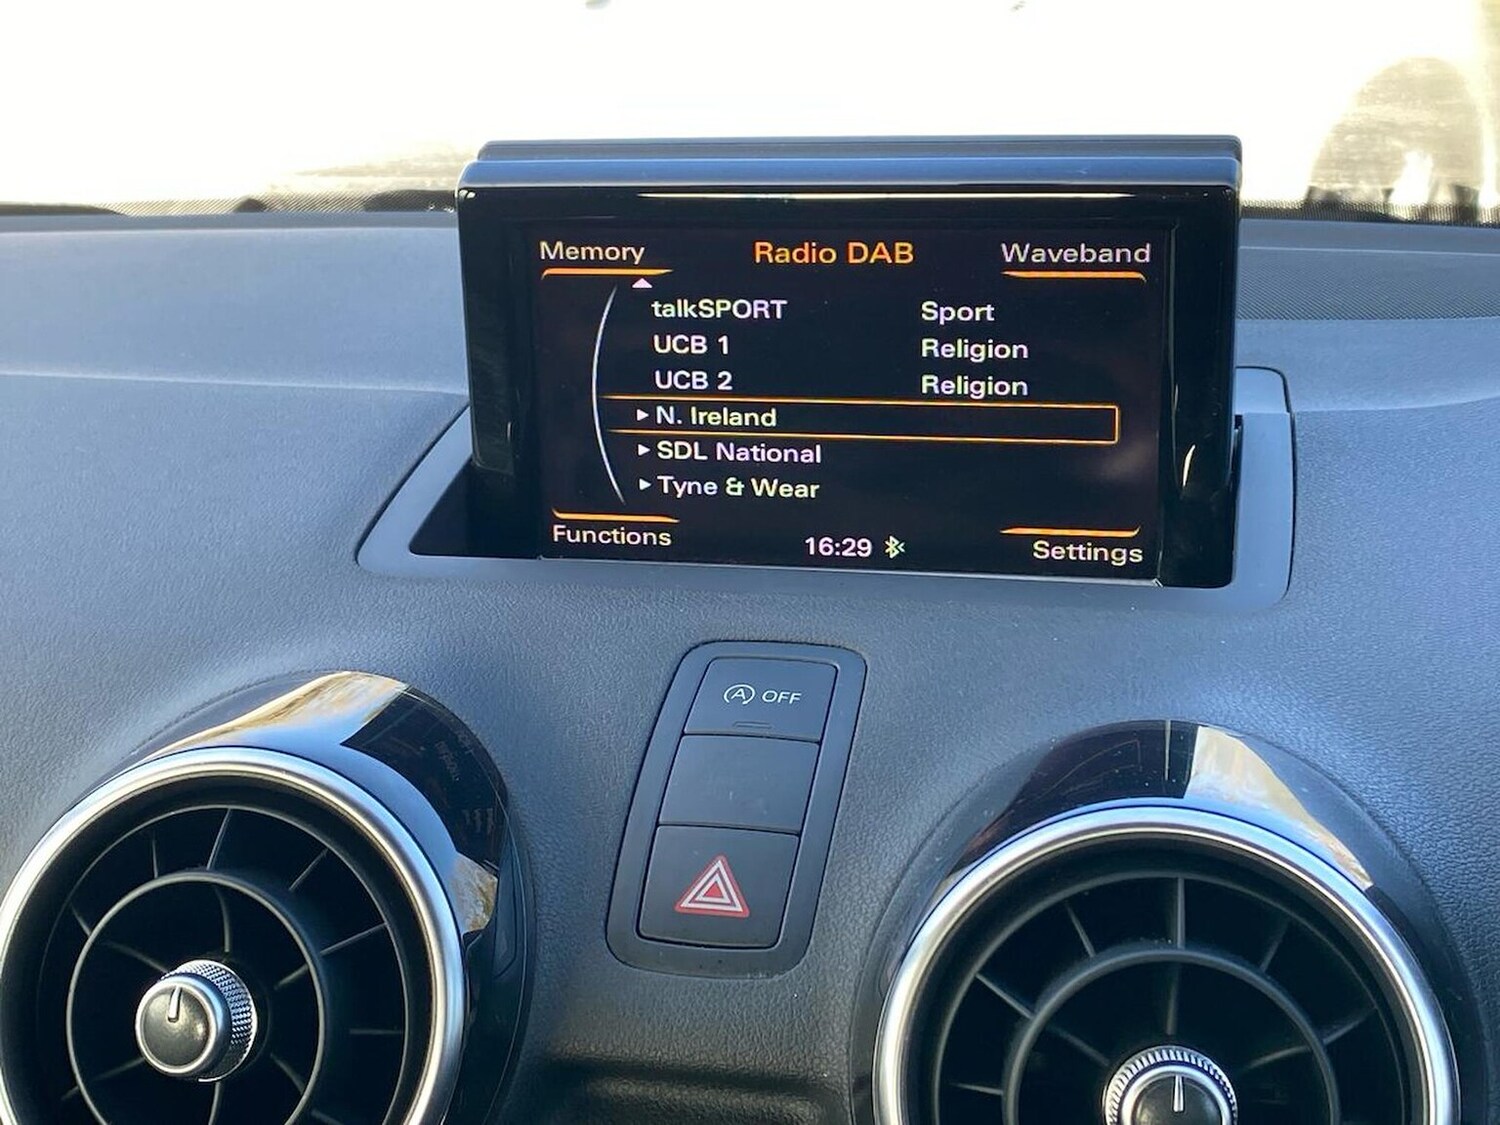 Memory Radio DAB Waveband
talkSPORT Sport
UCB 1 Religion
UCB 2 Religion
N. Ireland
SDL National
Tyne & Wear
Functions 16:29 Settings
A OFF